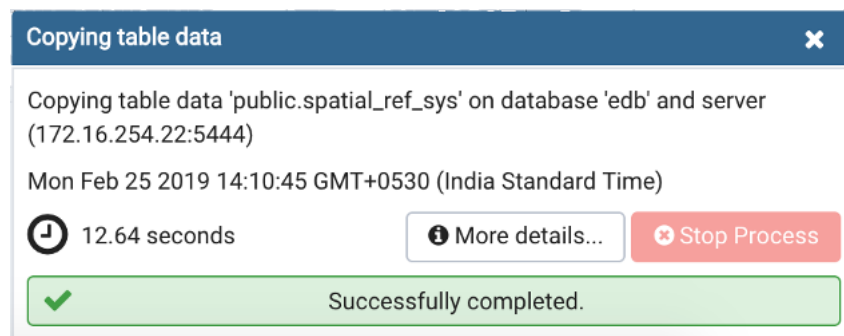 Copying table data
Copying table data 'public.spatial_ref_sys' on database 'edb' and server
(172.16.254.22:5444)
Mon Feb 25 2019 14:10:45 GMT+0530 (India Standard Time)
12.64 seconds
More details...
Stop Process
Successfully completed.